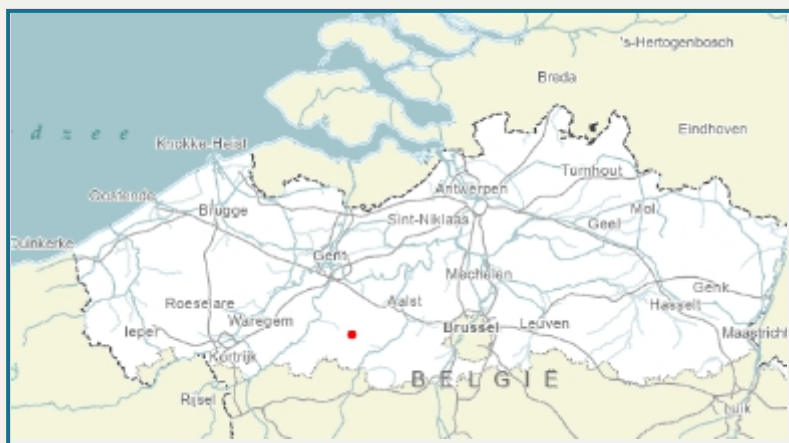 's-Hertogenbosch
Breda
Eindhoven
d z e e
Knokke-Heist
Turnhout
Antwerpen
Oostende
Brugge
Sint-Niklaas
Mol
Geel
Duinkerke
Gent
Mechelen
Genk
Roeselare
Aalst
Hasselt
Waregem
Brussel
Leuven
Ieper
Maastricht
Kortrijk
BELGIË
Rijsel
Luik